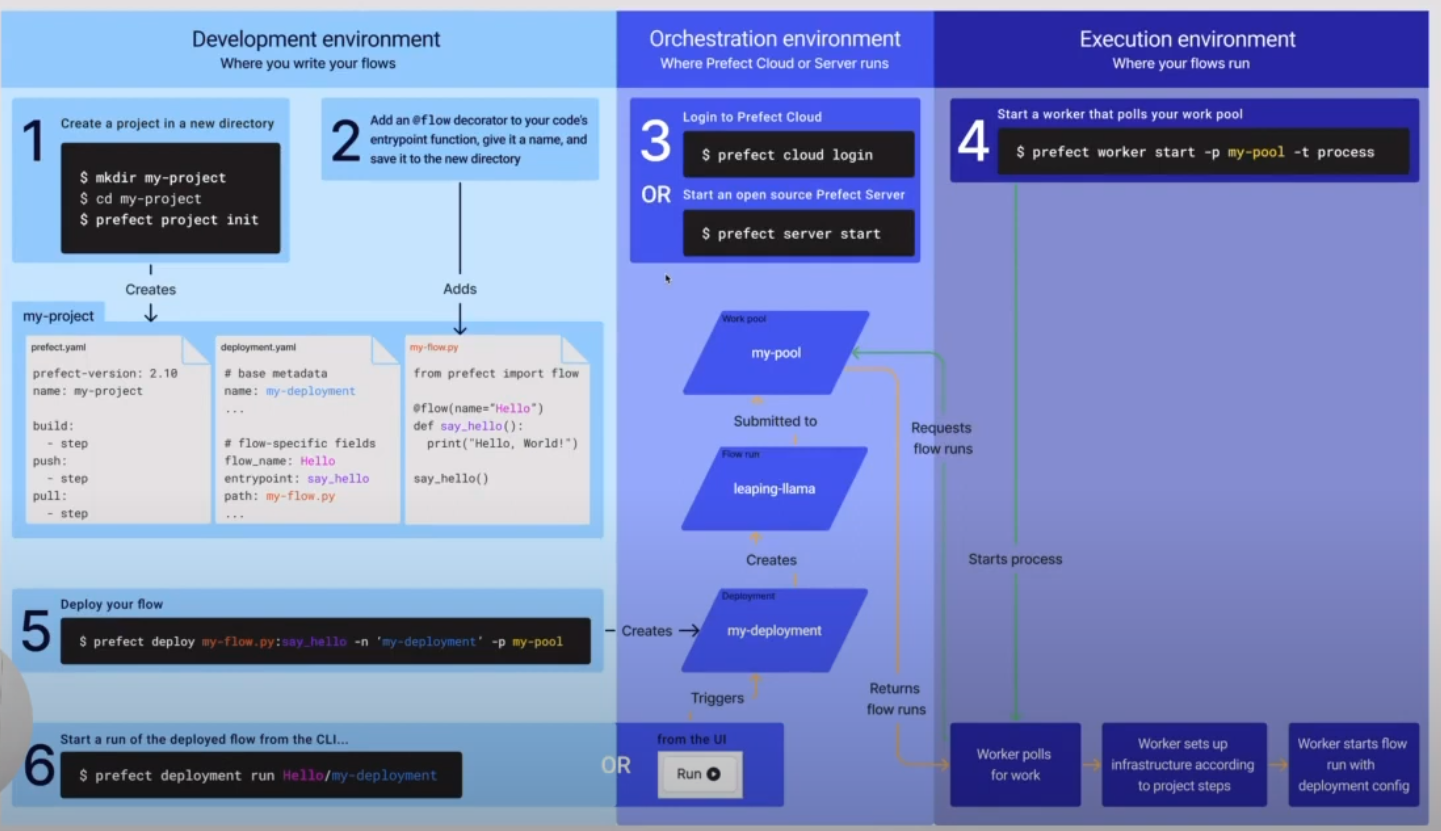 Development environment
Where you write your flows
Orchestration environment
Where Prefect Cloud or Server runs
Execution environment
Where your flows run
1
Create a project in a new directory
$ mkdir my-project
$ cd my-project
$ prefect project init
2
Add an @flow decorator to your code's
entrypoint function, give it a name, and
save it to the new directory
3
Login to Prefect Cloud
$ prefect cloud login
OR
Start an open source Prefect Server
$ prefect server start
4
Start a worker that polls your work pool
$ prefect worker start -p my-pool -t process
Creates
Adds
my-project
prefect.yaml
prefect-version: 2.10
name: my-project
build:
- step
push:
- step
pull:
- step
deployment.yaml
# base metadata
name: my-deployment
...
# flow-specific fields
flow_name: Hello
entrypoint: say_hello
path: my-flow.py
...
my-flow.py
from prefect import flow
@flow(name="Hello")
def say_hello():
print("Hello, World!")
say_hello()
Work pool
my-pool
Submitted to
Flow run
leaping-llama
Creates
Deployment
my-deployment
Triggers
Requests
flow runs
Returns
flow runs
Starts process
5
Deploy your flow
$ prefect deploy my-flow.py:say_hello -n 'my-deployment' -p my-pool
Creates
6
Start a run of the deployed flow from the CLI...
$ prefect deployment run Hello/my-deployment
OR
from the UI
Run
Worker polls
for work
Worker sets up
infrastructure according
to project steps
Worker starts flow
run with
deployment config